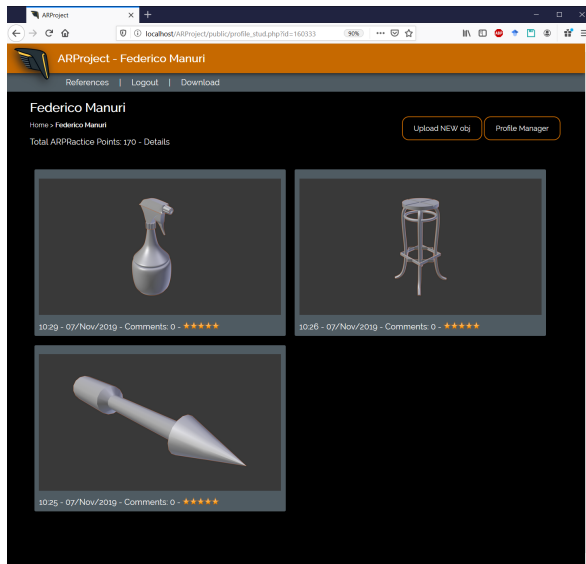 ARProject
localhost/ARProject/public/profile_stud.php?id=160333
90%
ARProject - Federico Manuri
References | Logout | Download
Federico Manuri
Home > Federico Manuri
Total ARPRactice Points: 170 - Details
Upload NEW obj
Profile Manager
10:29 - 07/Nov/2019 - Comments: 0 -
10:26 - 07/Nov/2019 - Comments: 0 -
10:25 - 07/Nov/2019 - Comments: 0 -